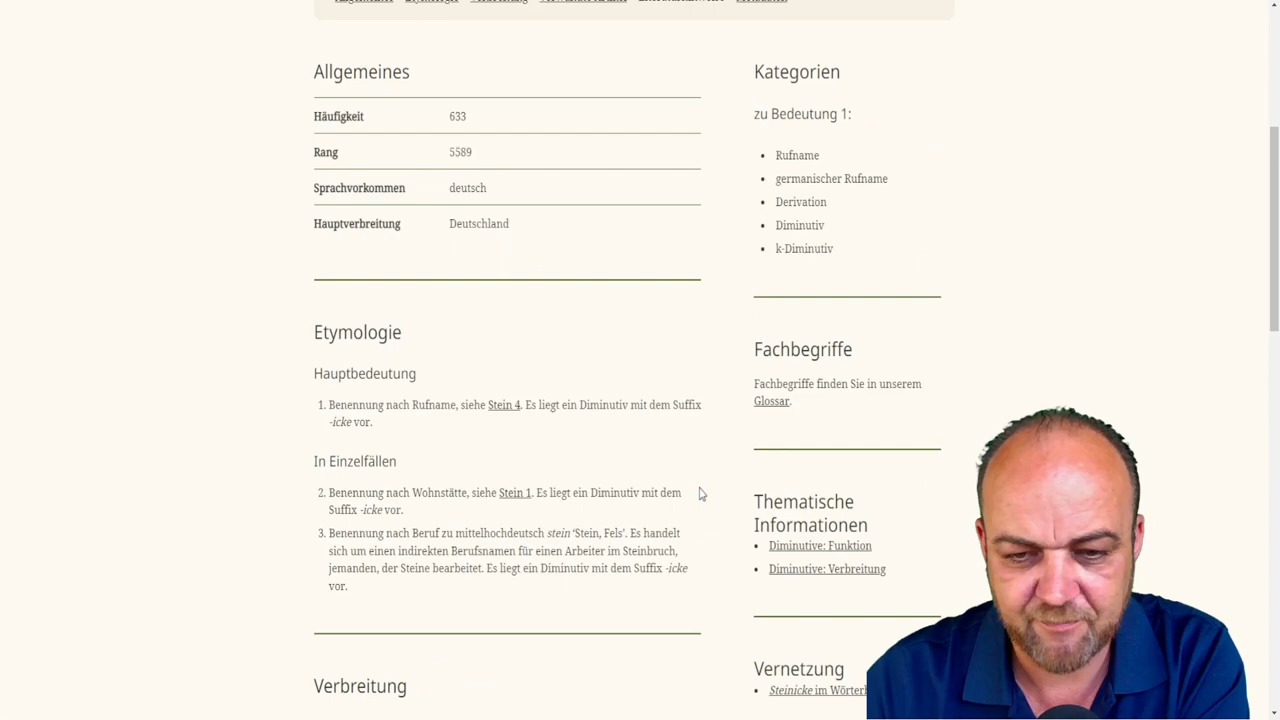 Allgemeines
Häufigkeit 633
Rang 5589
Sprachvorkommen deutsch
Hauptverbreitung Deutschland
Etymologie
Hauptbedeutung
1. Benennung nach Rufname, siehe Stein 4. Es liegt ein Diminutiv mit dem Suffix
-icke vor.
In Einzelfällen
2. Benennung nach Wohnstätte, siehe Stein 1. Es liegt ein Diminutiv mit dem
Suffix -icke vor.
3. Benennung nach Beruf zu mittelhochdeutsch stein ‘Stein, Fels’. Es handelt
sich um einen indirekten Berufsnamen für einen Arbeiter im Steinbruch,
jemanden, der Steine bearbeitet. Es liegt ein Diminutiv mit dem Suffix -icke
vor.
Verbreitung
Kategorien
zu Bedeutung 1:
• Rufname
• germanischer Rufname
• Derivation
• Diminutiv
• k-Diminutiv
Fachbegriffe
Fachbegriffe finden Sie in unserem
Glossar.
Thematische
Informationen
• Diminutive: Funktion
• Diminutive: Verbreitung
Vernetzung
• Steinicke im